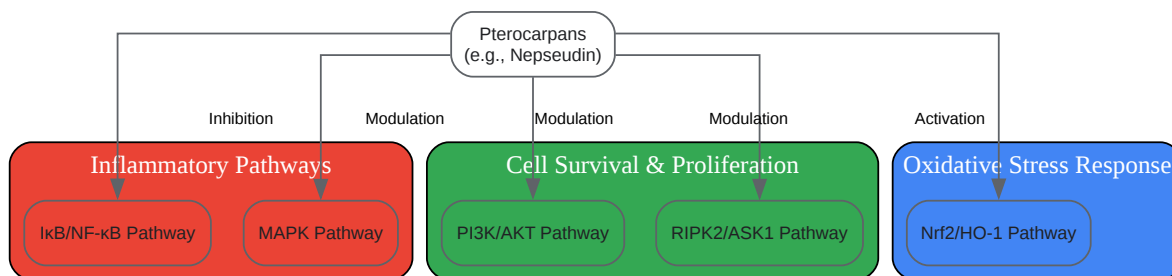 Pterocarpans
(e.g., Nepseudin)
Inhibition
Modulation
Modulation
Modulation
Activation
Inflammatory Pathways
Cell Survival & Proliferation
Oxidative Stress Response
IκB/NF-κB Pathway
MAPK Pathway
PI3K/AKT Pathway
RIPK2/ASK1 Pathway
Nrf2/HO-1 Pathway